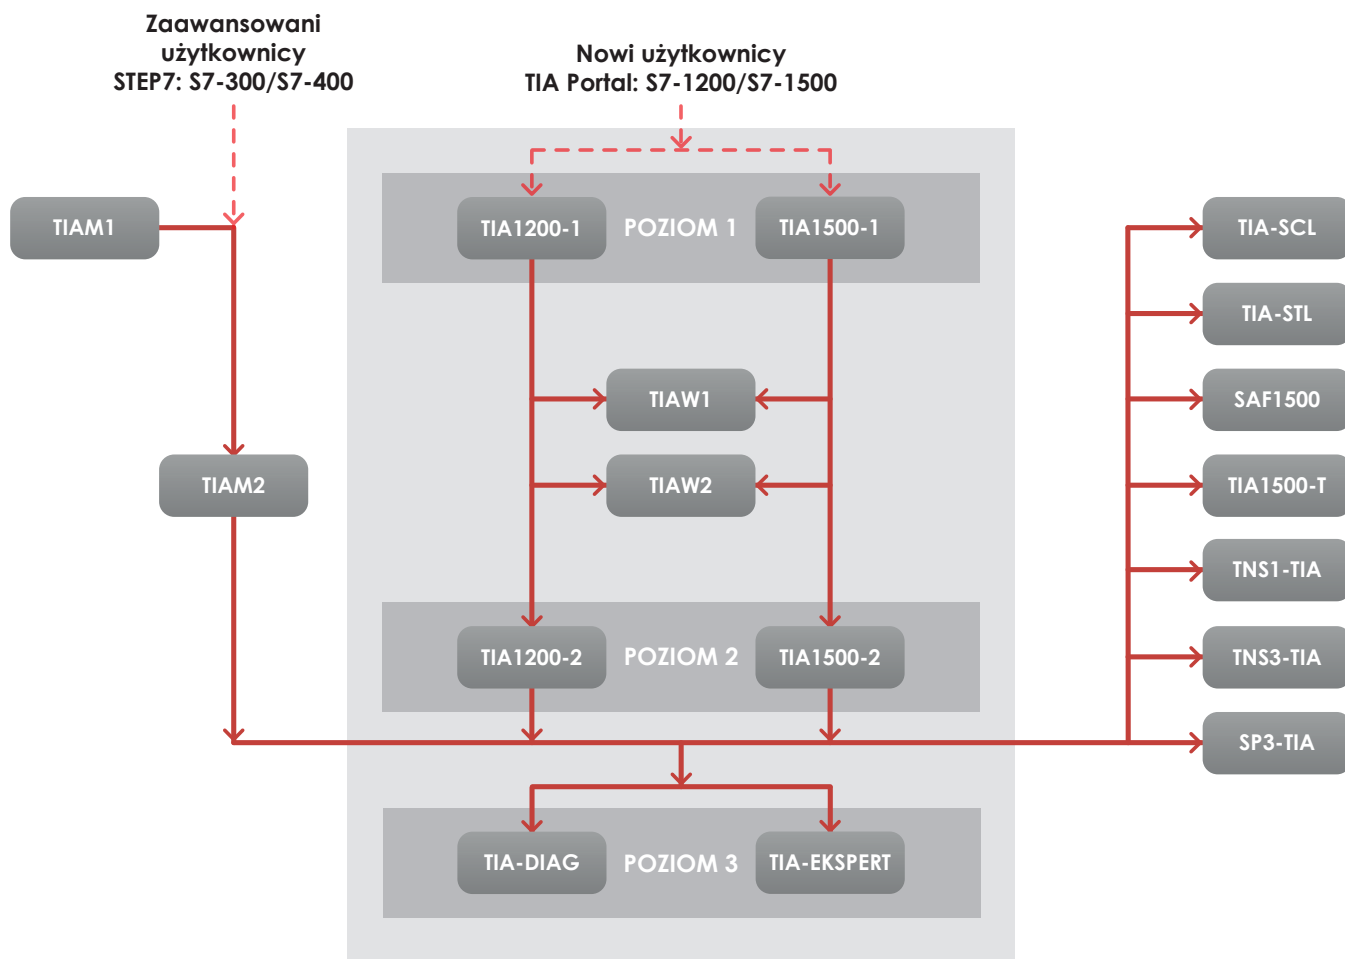 Zaawansowani
użytkownicy
STEP7: S7-300/S7-400
Nowi użytkownicy
TIA Portal: S7-1200/S7-1500
TIAM1
TIA1200-1
POZIOM 1
TIA1500-1
TIA-SCL
TIA-STL
TIAW1
SAF1500
TIAM2
TIAW2
TIA1500-T
TNS1-TIA
TIA1200-2
POZIOM 2
TIA1500-2
TNS3-TIA
SP3-TIA
TIA-DIAG
POZIOM 3
TIA-EKSPERT